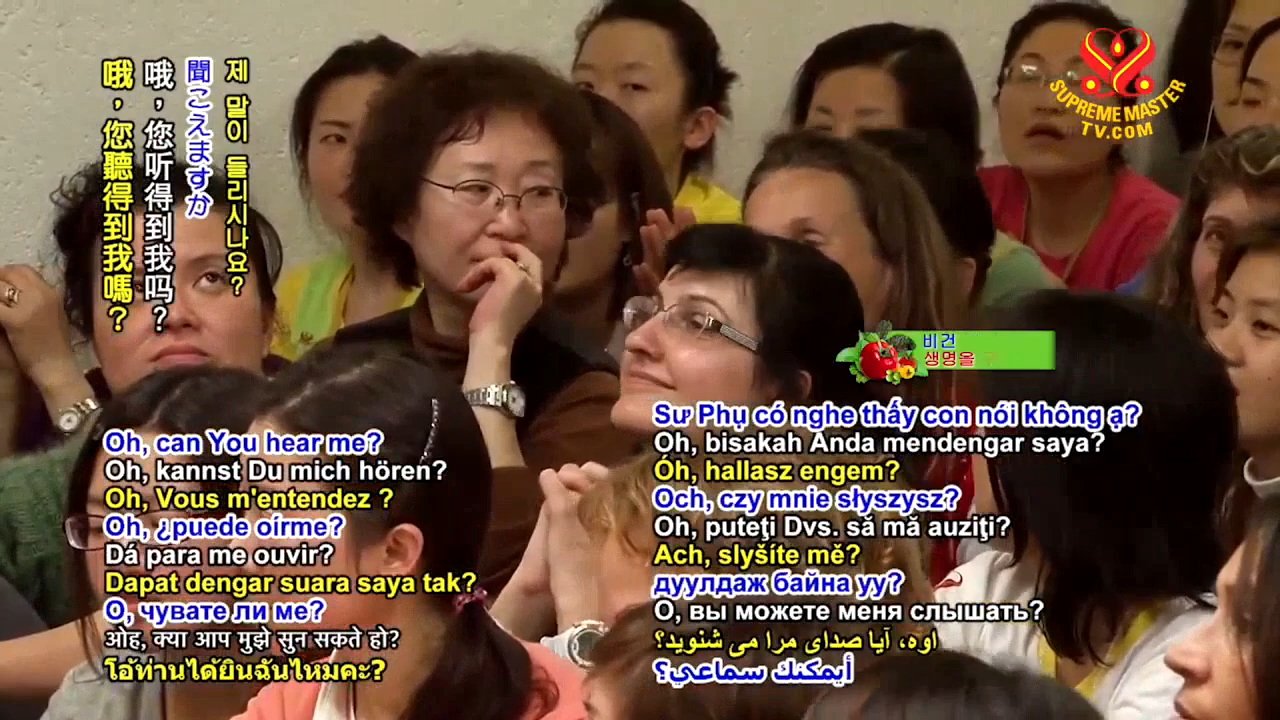 제 말이 들리시나요?
聞こえますか
哦，您听得到我吗？
哦，您聽得到我嗎？
SUPREME MASTER
TV.COM
비건
생명을
Oh, can You hear me?
Oh, kannst Du mich hören?
Oh, Vous m'entendez ?
Oh, ¿puede oírme?
Dá para me ouvir?
Dapat dengar suara saya tak?
О, чувате ли ме?
ओह, क्या आप मुझे सुन सकते हो?
โอ้ท่านได้ยินฉันไหมคะ?
Sư Phụ có nghe thấy con nói không ạ?
Oh, bisakah Anda mendengar saya?
Óh, hallasz engem?
Och, czy mnie słyszysz?
Oh, puteţi Dvs. să mă auziţi?
Ach, slyšíte mě?
дуулдаж байна уу?
О, вы можете меня слышать?
اوه، آیا صدای مرا می شنوید؟
أيمكنك سماعي؟